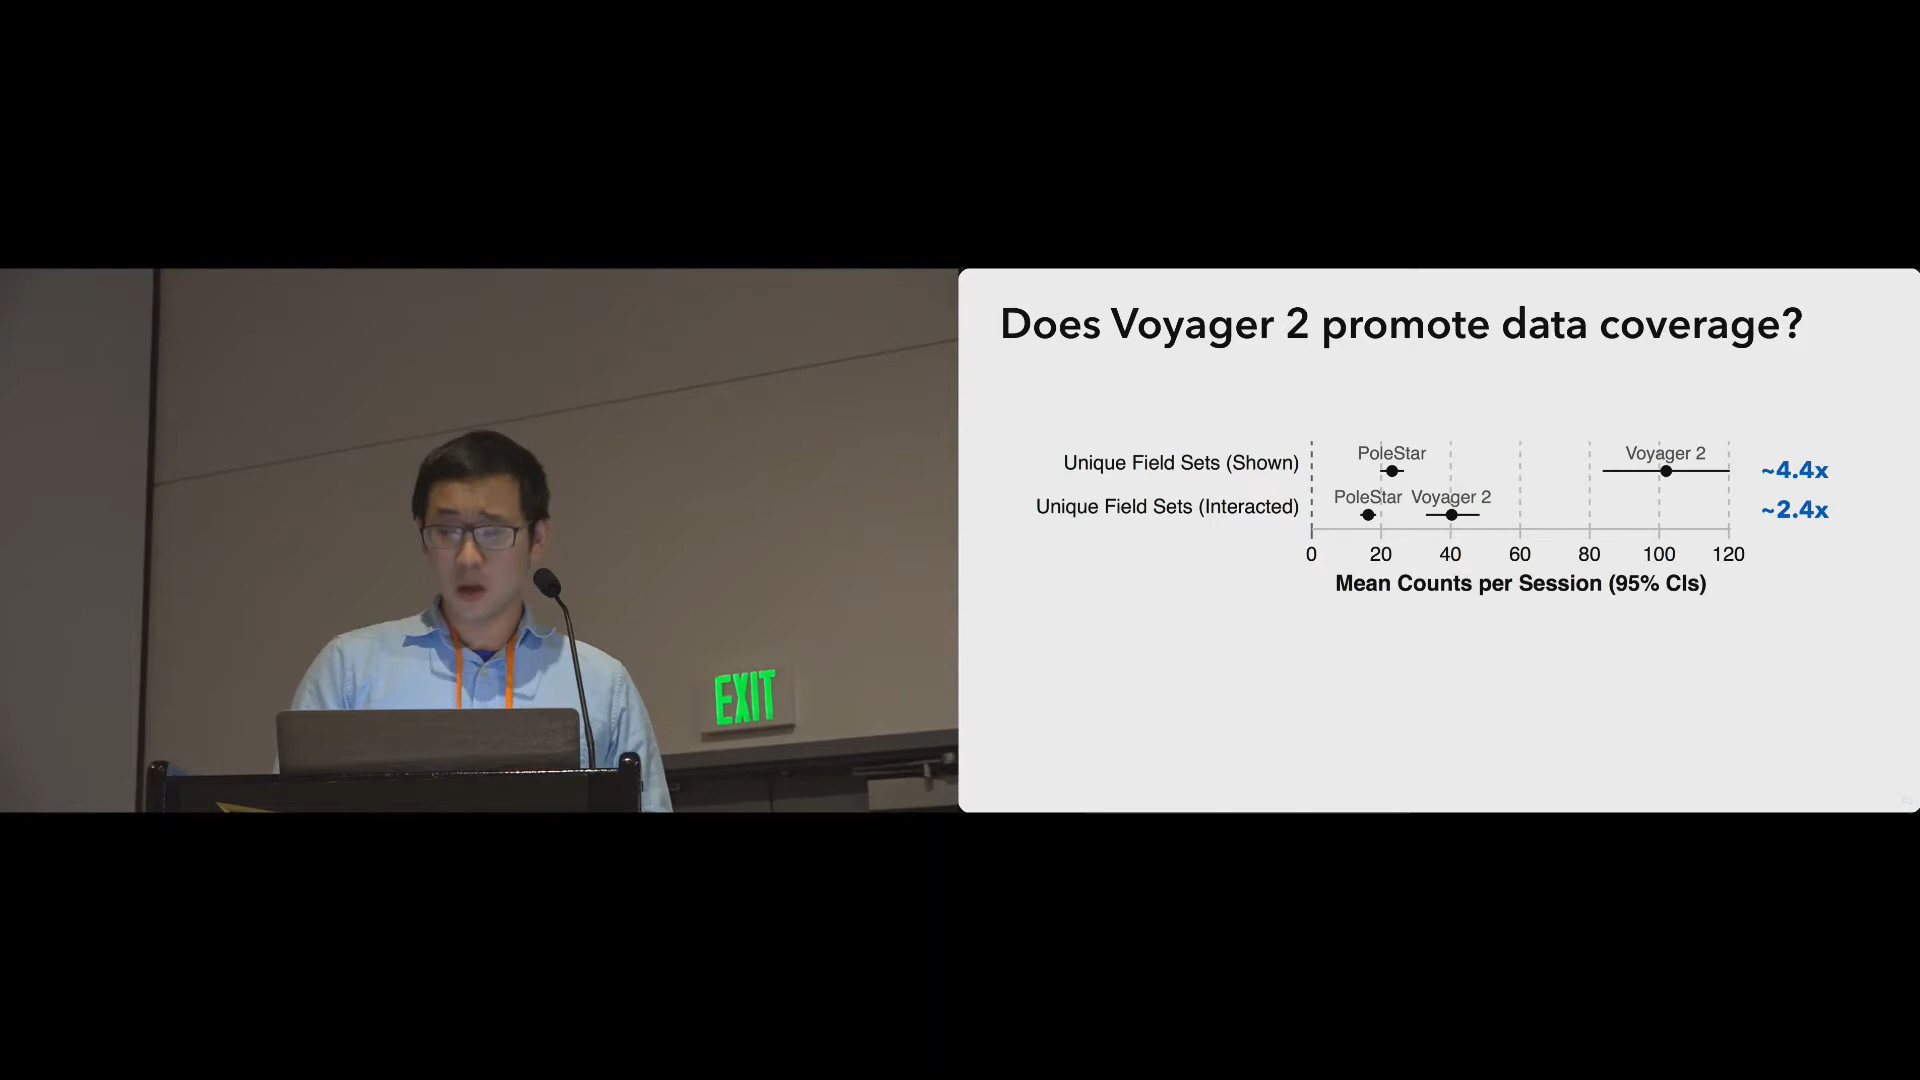 EXIT
Does Voyager 2 promote data coverage?
PoleStar Voyager 2
Unique Field Sets (Shown) ~4.4x
PoleStar Voyager 2
Unique Field Sets (Interacted) ~2.4x
0 20 40 60 80 100 120
Mean Counts per Session (95% CIs)